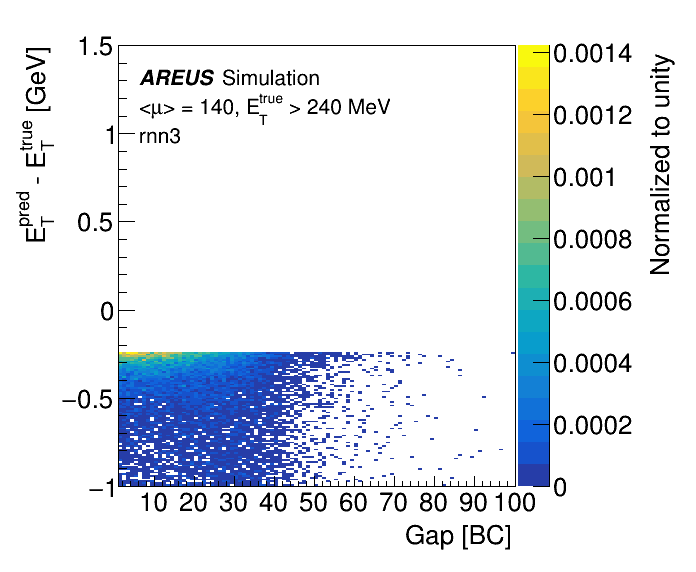 AREUS Simulation
<μ> = 140, E_T^true > 240 MeV
rnn3
E_T^pred - E_T^true [GeV]
1.5
1
0.5
0
−0.5
−1
10 20 30 40 50 60 70 80 90 100
Gap [BC]
0.0014
0.0012
0.001
0.0008
0.0006
0.0004
0.0002
0
Normalized to unity